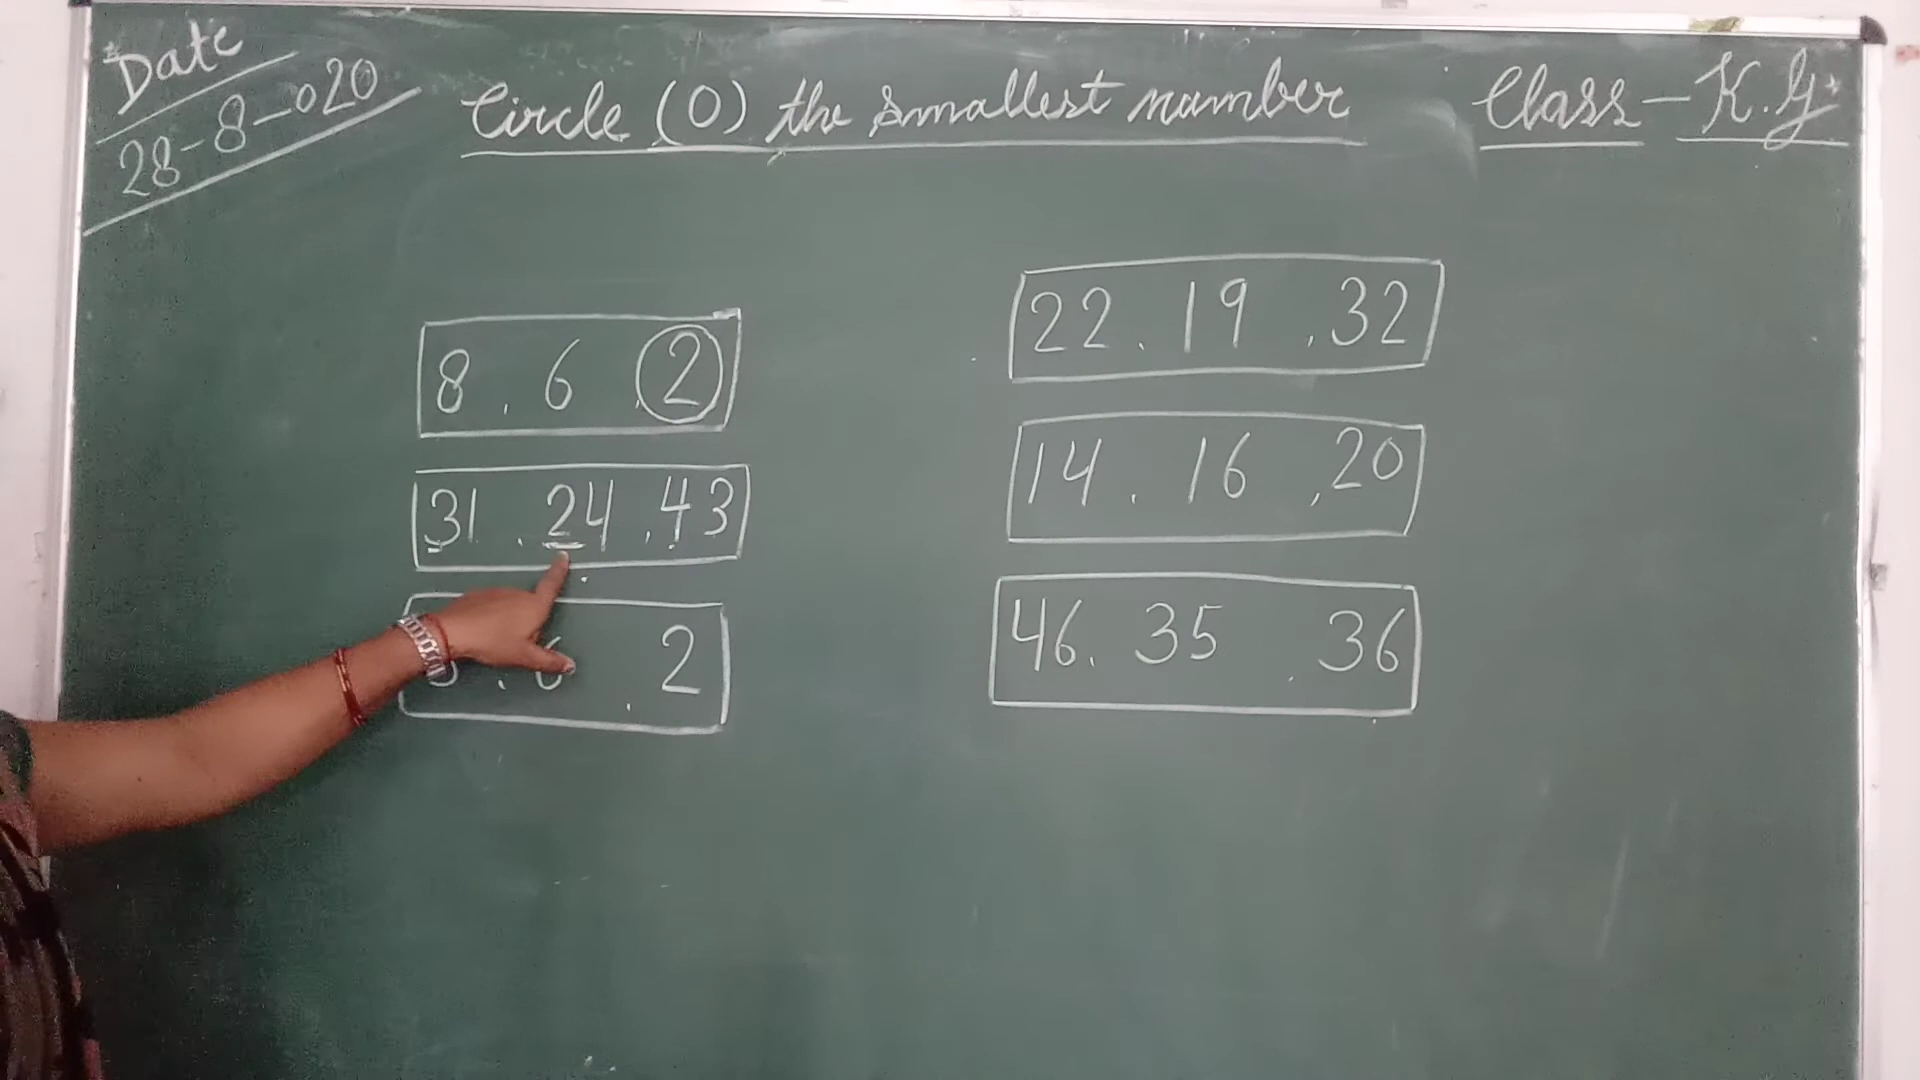 Date
28-8-020
Circle (O) the smallest number
Class - K.G.
8 . 6 . 2
31 . 24 . 43
. 6 . 2
22 . 19 . 32
14 . 16 , 20
46 . 35 . 36